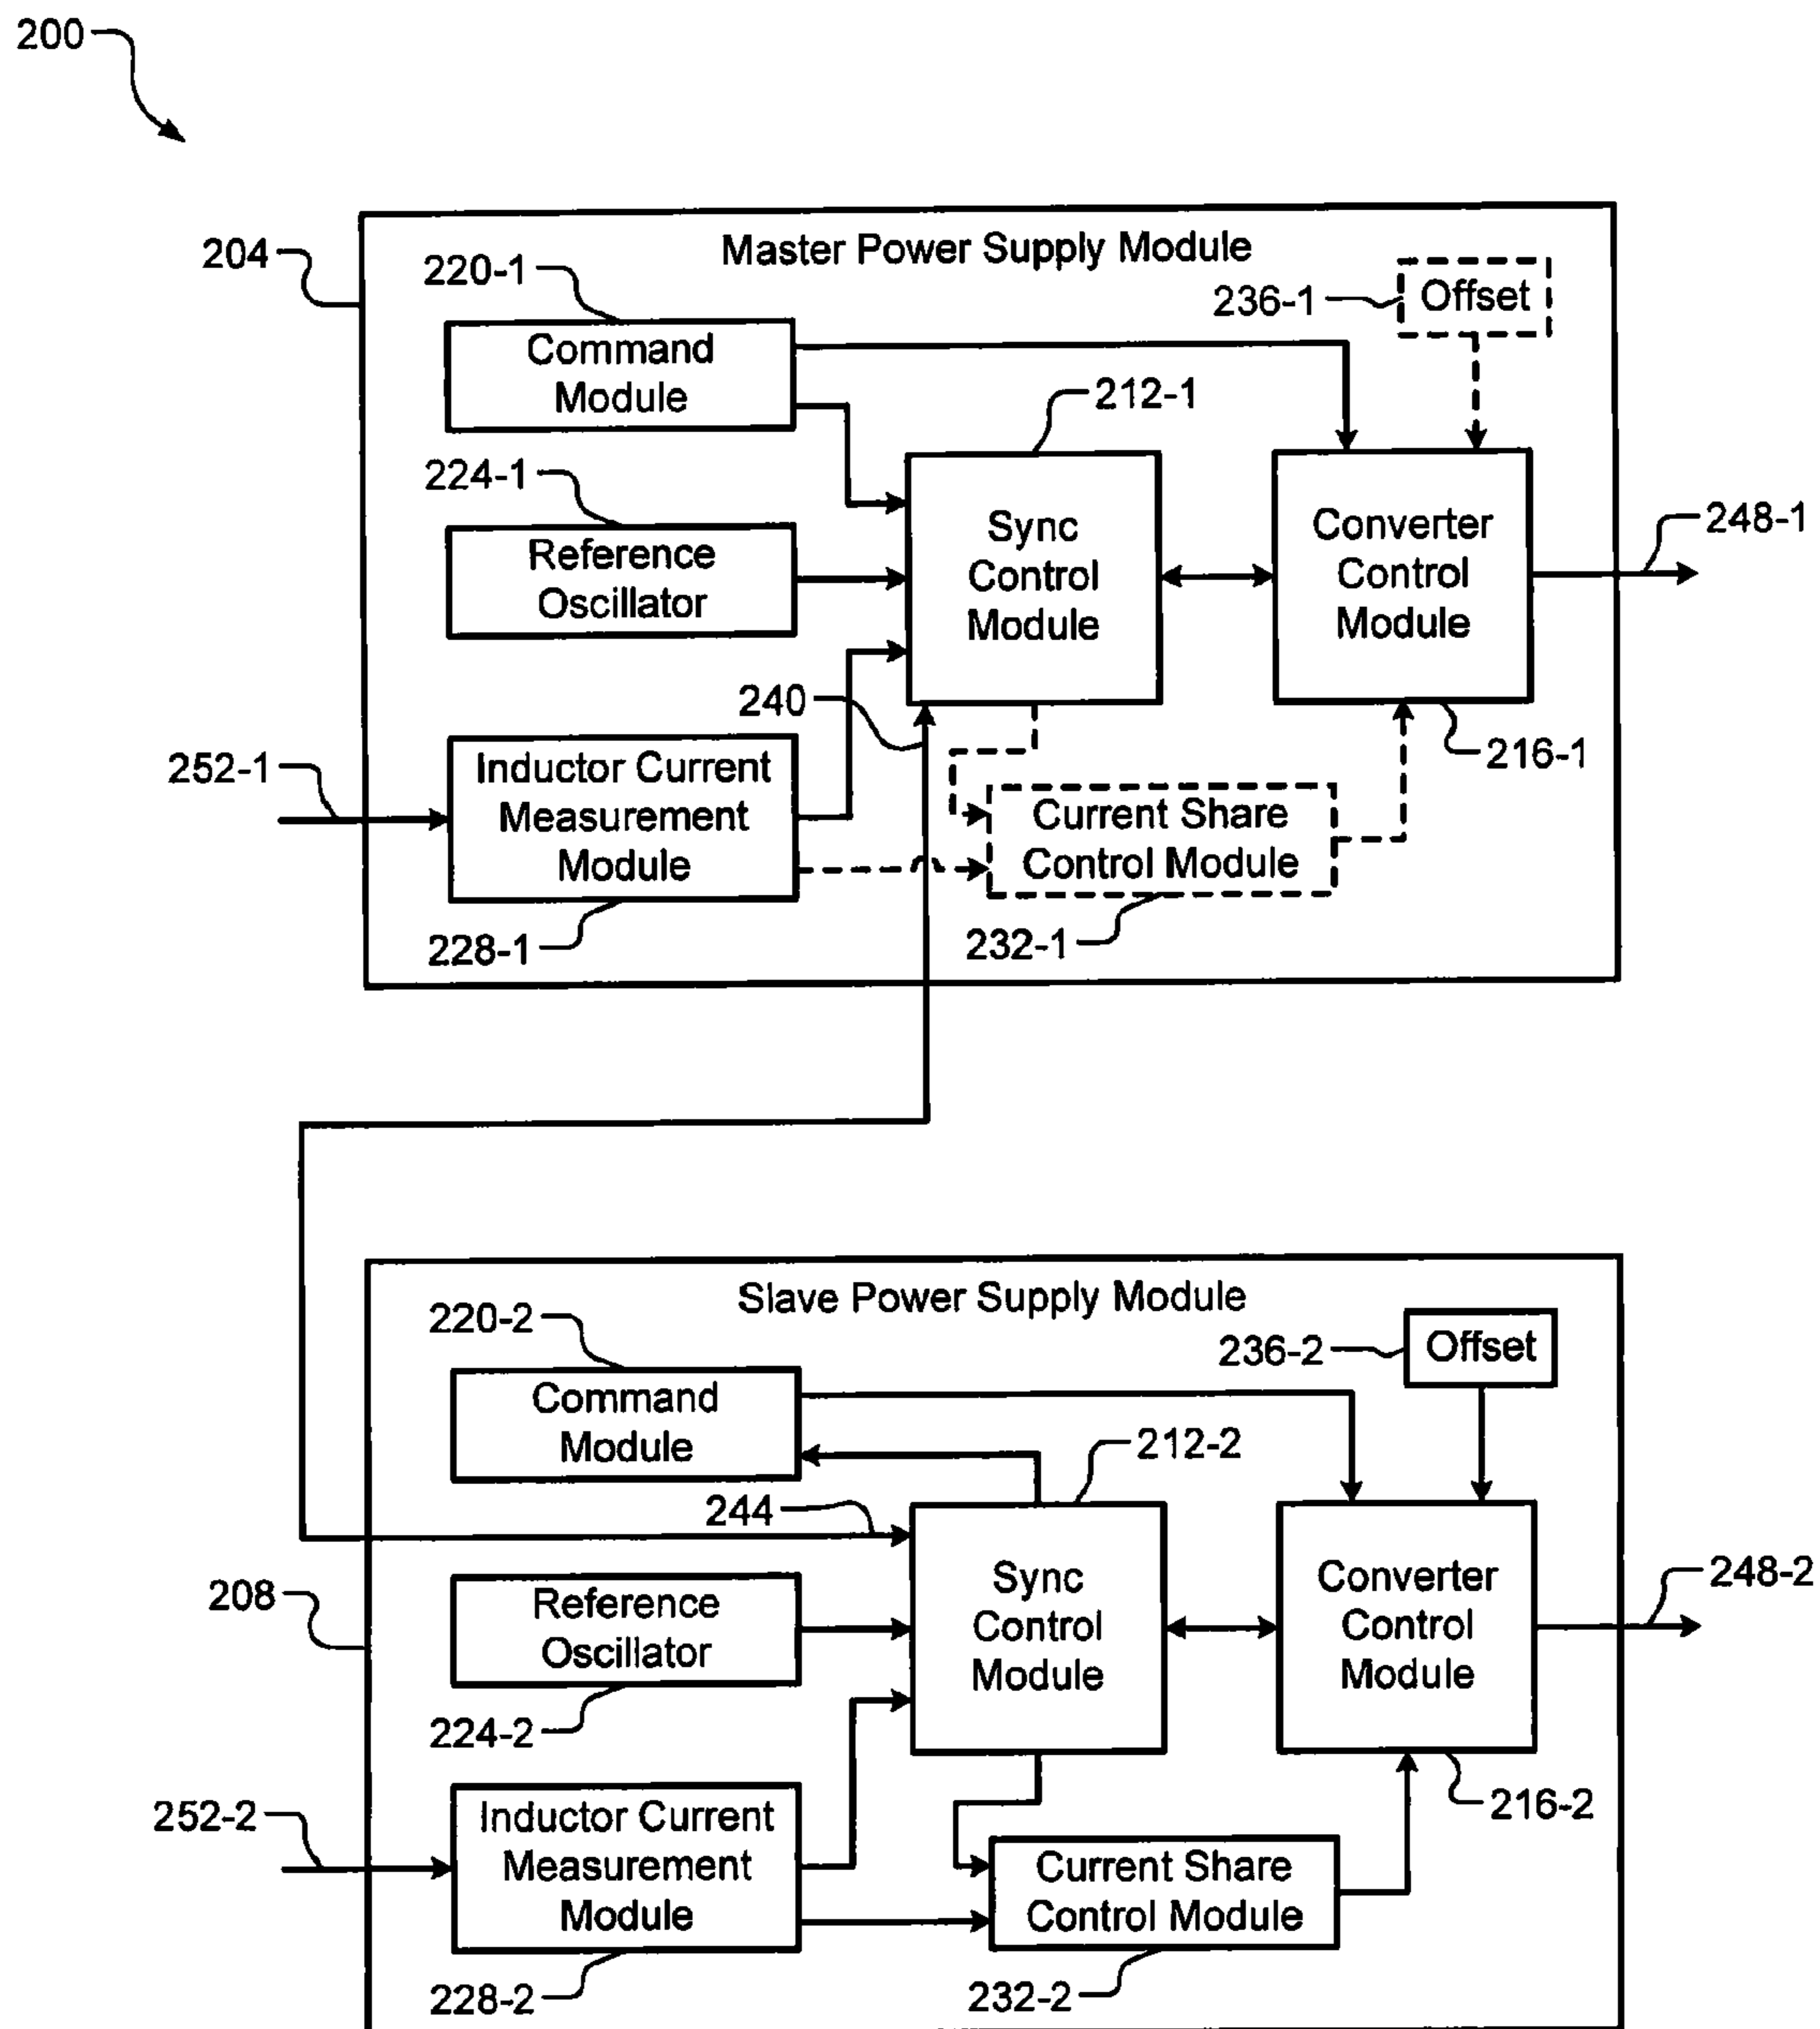 200
204
Master Power Supply Module
220-1
236-1
Offset
Command
Module
212-1
224-1
248-1
Reference
Oscillator
Sync
Control
Module
Converter
Control
Module
240
216-1
252-1
Inductor Current
Measurement
Module
Current Share
Control Module
228-1
232-1
Slave Power Supply Module
220-2
236-2
Offset
Command
Module
212-2
244
208
248-2
Reference
Oscillator
Sync
Control
Module
Converter
Control
Module
224-2
216-2
252-2
Inductor Current
Measurement
Module
Current Share
Control Module
228-2
232-2